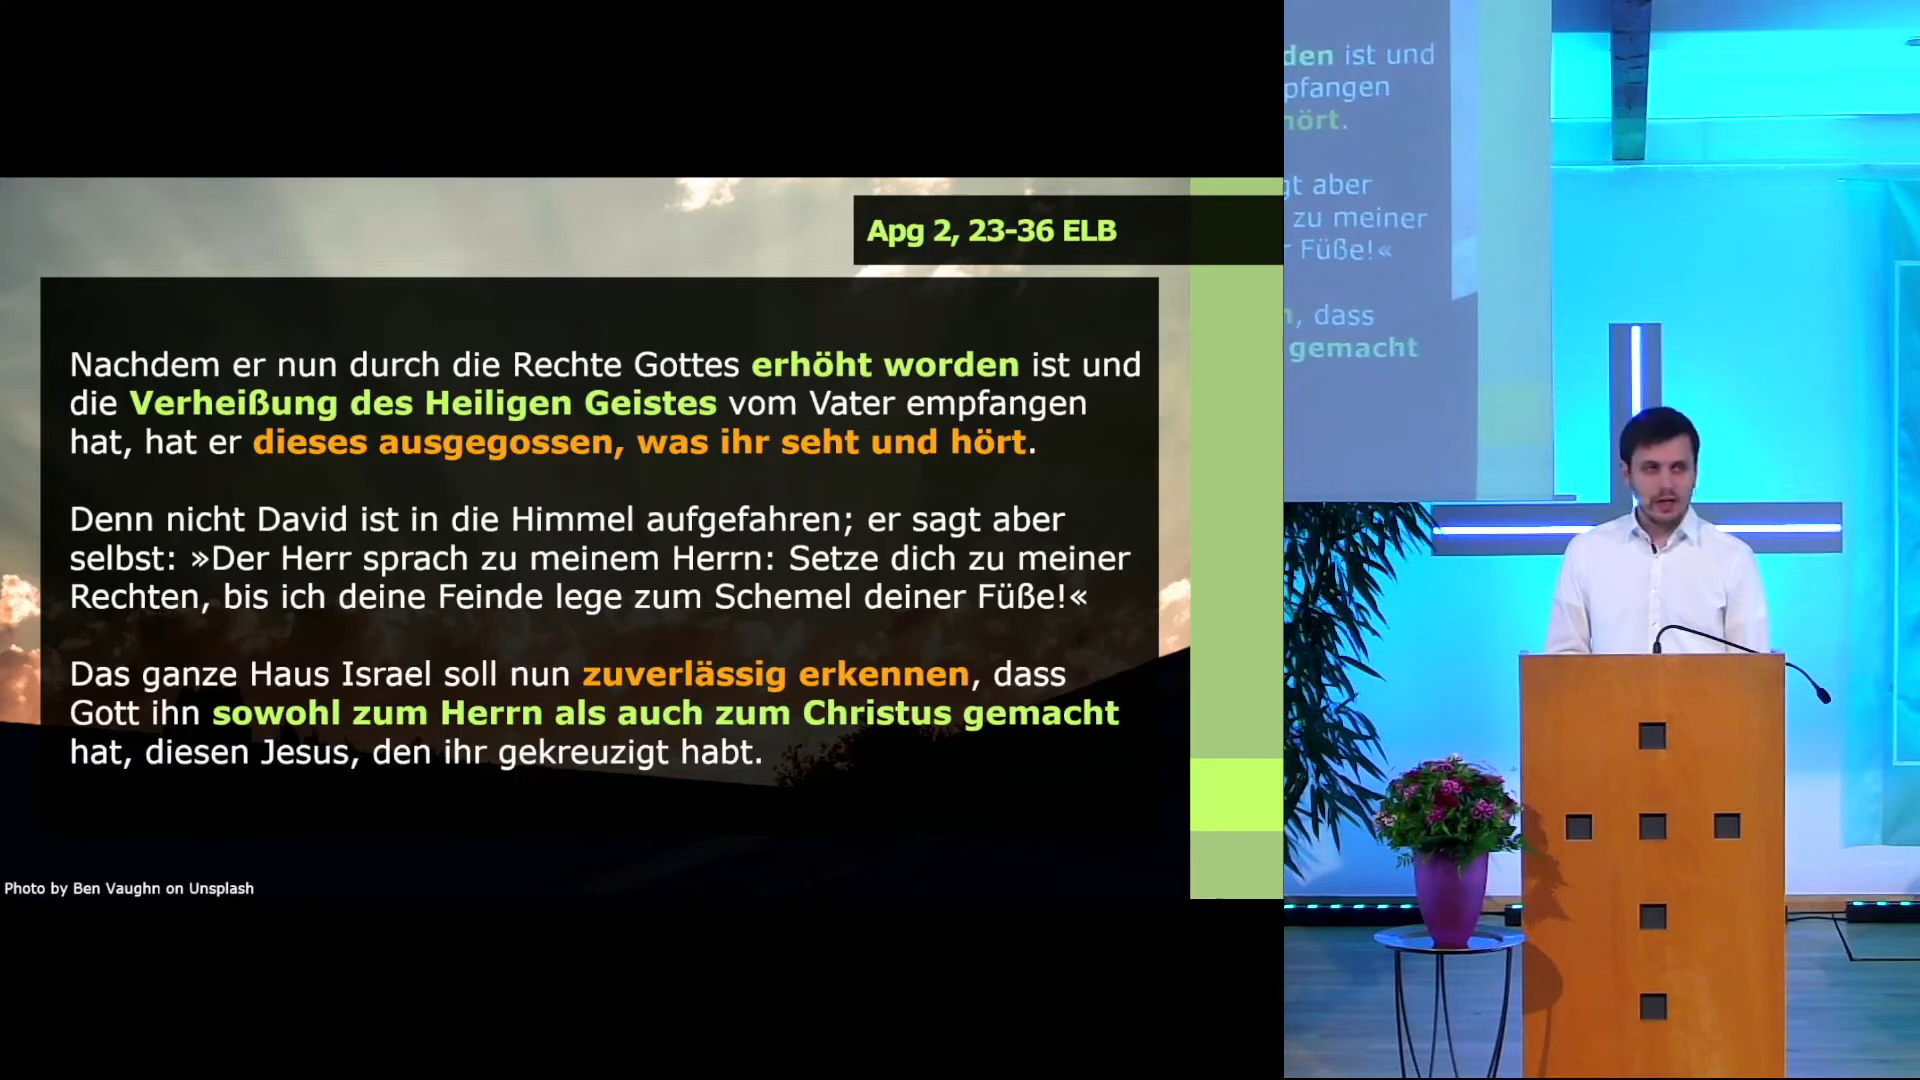 Apg 2, 23-36 ELB
Nachdem er nun durch die Rechte Gottes erhöht worden ist und
die Verheißung des Heiligen Geistes vom Vater empfangen
hat, hat er dieses ausgegossen, was ihr seht und hört.
Denn nicht David ist in die Himmel aufgefahren; er sagt aber
selbst: »Der Herr sprach zu meinem Herrn: Setze dich zu meiner
Rechten, bis ich deine Feinde lege zum Schemel deiner Füße!«
Das ganze Haus Israel soll nun zuverlässig erkennen, dass
Gott ihn sowohl zum Herrn als auch zum Christus gemacht
hat, diesen Jesus, den ihr gekreuzigt habt.
Photo by Ben Vaughn on Unsplash
den ist und
pfangen
hört.
gt aber
zu meiner
r Füße!«
n, dass
gemacht